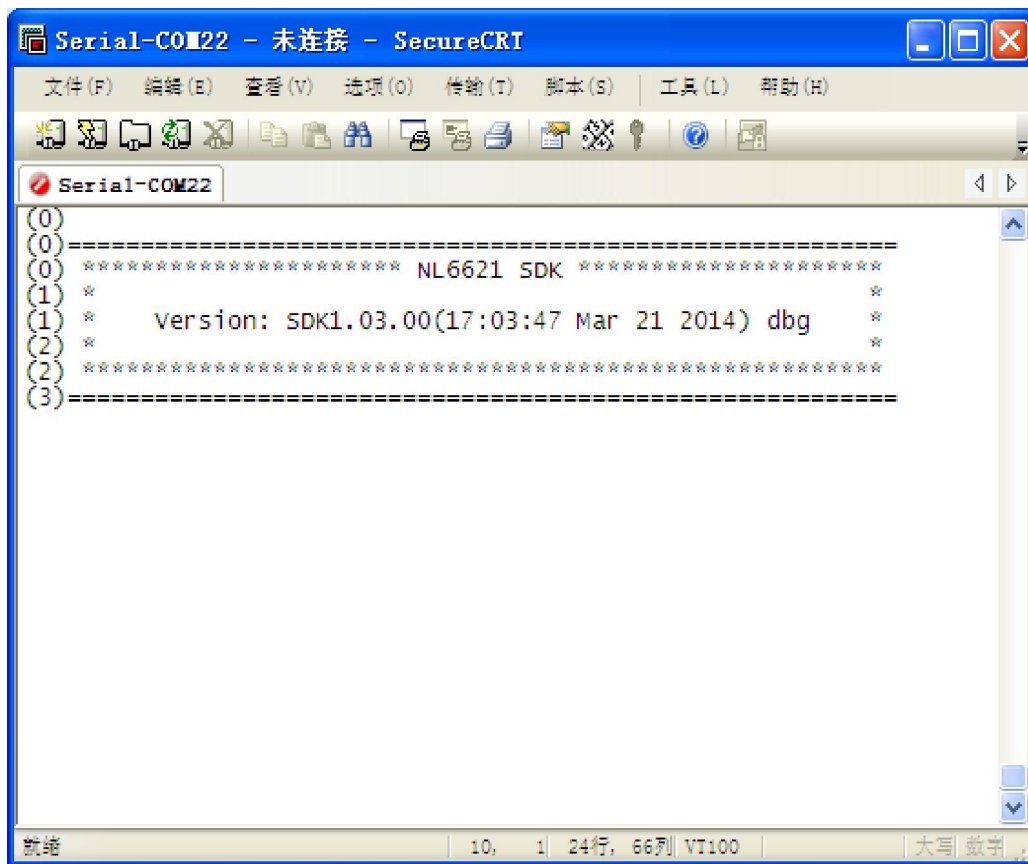 Serial-COM22 - 未连接 - SecureCRT
文件(F) 编辑(E) 查看(V) 选项(O) 传输(T) 脚本(S) 工具(L) 帮助(H)
Serial-COM22
(0)
(0)=========================================================
(0) ********************** NL6621 SDK *********************
(1) * *
(1) * Version: SDK1.03.00(17:03:47 Mar 21 2014) dbg *
(2) * *
(2) *******************************************************
(3)=========================================================
就绪 10, 1 24行, 66列 VT100 大写 数字